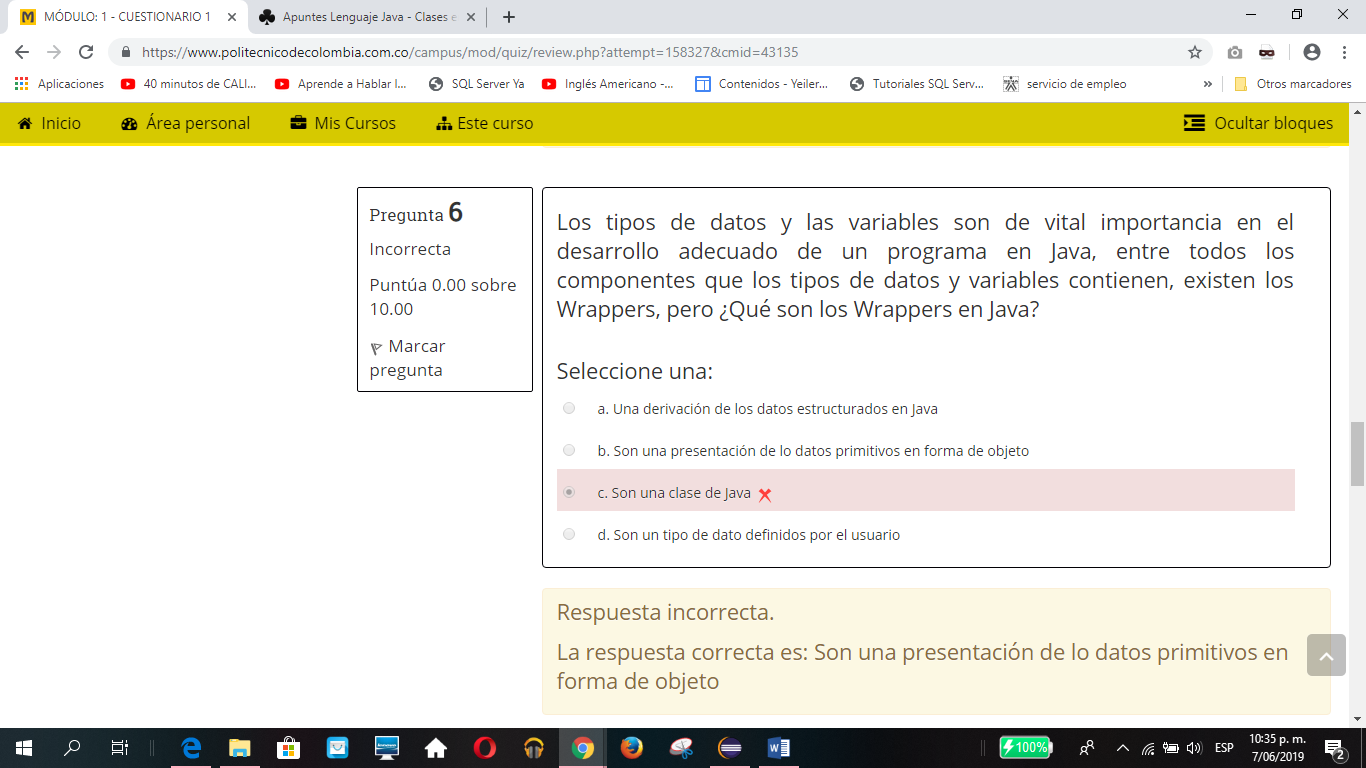 MÓDULO: 1 - CUESTIONARIO 1
Apuntes Lenguaje Java - Clases e
https://www.politecnicodecolombia.com.co/campus/mod/quiz/review.php?attempt=158327&cmid=43135
Aplicaciones
40 minutos de CALI...
Aprende a Hablar I...
SQL Server Ya
Inglés Americano -...
Contenidos - Yeiler...
Tutoriales SQL Serv...
servicio de empleo
»
Otros marcadores
Inicio
Área personal
Mis Cursos
Este curso
Ocultar bloques
Pregunta 6
Incorrecta
Puntúa 0.00 sobre
10.00
Marcar
pregunta
Los tipos de datos y las variables son de vital importancia en el
desarrollo adecuado de un programa en Java, entre todos los
componentes que los tipos de datos y variables contienen, existen los
Wrappers, pero ¿Qué son los Wrappers en Java?
Seleccione una:
a. Una derivación de los datos estructurados en Java
b. Son una presentación de lo datos primitivos en forma de objeto
c. Son una clase de Java
d. Son un tipo de dato definidos por el usuario
Respuesta incorrecta.
La respuesta correcta es: Son una presentación de lo datos primitivos en
forma de objeto
100%
ESP
10:35 p. m.
7/06/2019
2